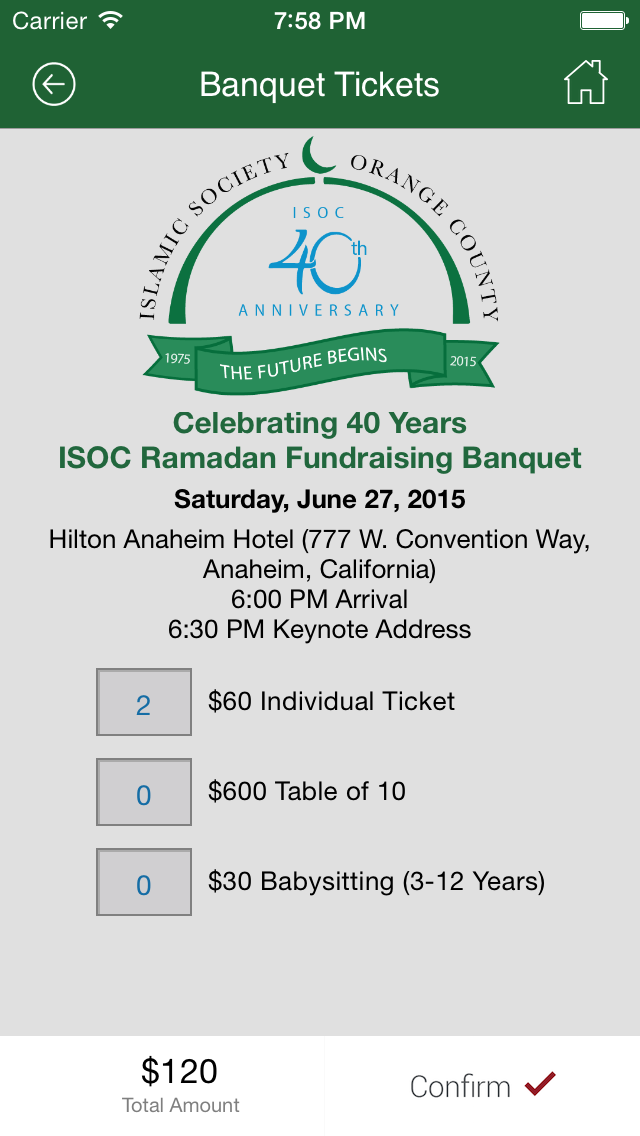 Carrier 7:58 PM
Banquet Tickets
ISLAMIC SOCIETY ORANGE COUNTY
ISOC
40th
ANNIVERSARY
1975 THE FUTURE BEGINS 2015
Celebrating 40 Years
ISOC Ramadan Fundraising Banquet
Saturday, June 27, 2015
Hilton Anaheim Hotel (777 W. Convention Way,
Anaheim, California)
6:00 PM Arrival
6:30 PM Keynote Address
2 $60 Individual Ticket
0 $600 Table of 10
0 $30 Babysitting (3-12 Years)
$120 Confirm
Total Amount